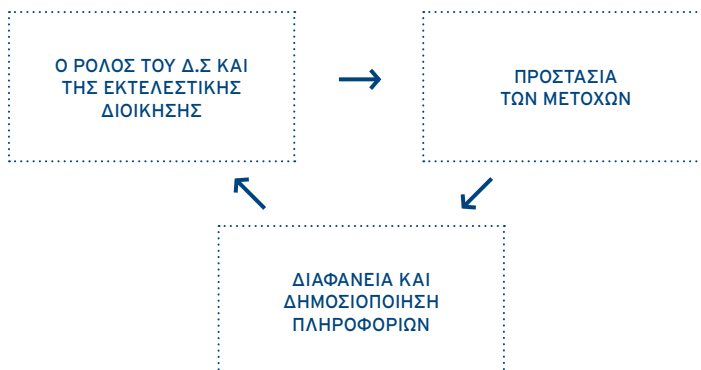 Ο ΡΟΛΟΣ ΤΟΥ Δ.Σ ΚΑΙ
ΤΗΣ ΕΚΤΕΛΕΣΤΙΚΗΣ
ΔΙΟΙΚΗΣΗΣ
ΠΡΟΣΤΑΣΙΑ
ΤΩΝ ΜΕΤΟΧΩΝ
ΔΙΑΦΑΝΕΙΑ ΚΑΙ
ΔΗΜΟΣΙΟΠΟΙΗΣΗ
ΠΛΗΡΟΦΟΡΙΩΝ